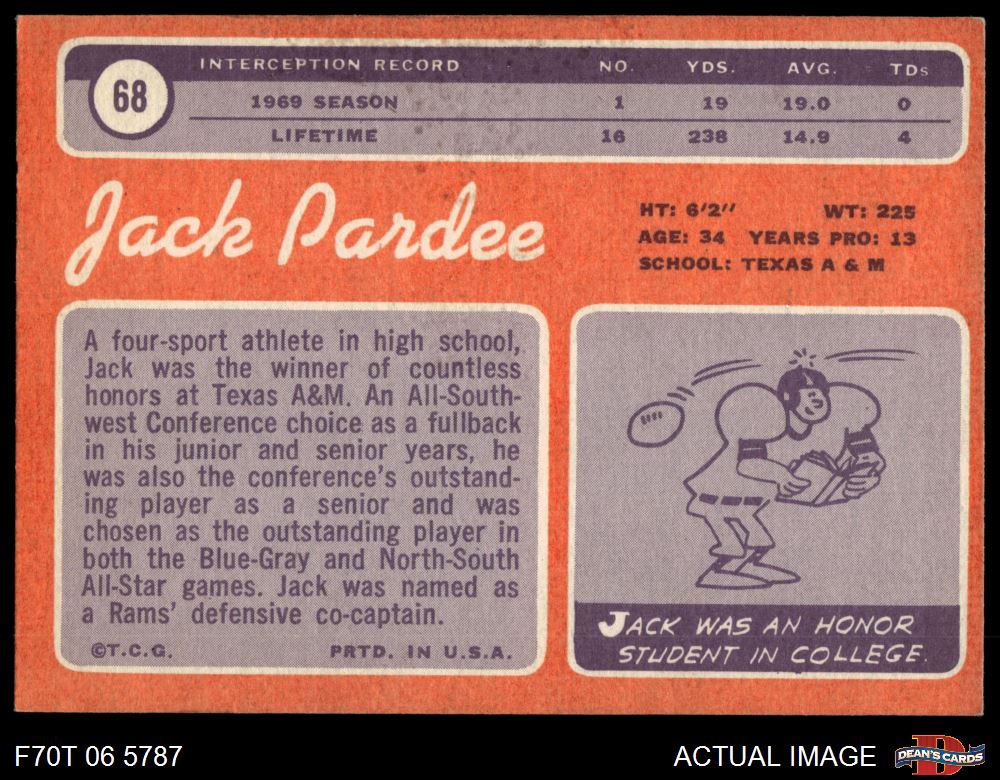 68
INTERCEPTION RECORD NO. YDS. AVG. TDs
1969 SEASON 1 19 19.0 0
LIFETIME 16 238 14.9 4
Jack Pardee
HT: 6'2'' WT: 225
AGE: 34 YEARS PRO: 13
SCHOOL: TEXAS A & M
A four-sport athlete in high school,
Jack was the winner of countless
honors at Texas A&M. An All-South-
west Conference choice as a fullback
in his junior and senior years, he
was also the conference's outstand-
ing player as a senior and was
chosen as the outstanding player in
both the Blue-Gray and North-South
All-Star games. Jack was named as
a Rams' defensive co-captain.
©T.C.G. PRTD. IN U.S.A.
JACK WAS AN HONOR
STUDENT IN COLLEGE.
F70T 06 5787
ACTUAL IMAGE
D
DEAN'S CARDS